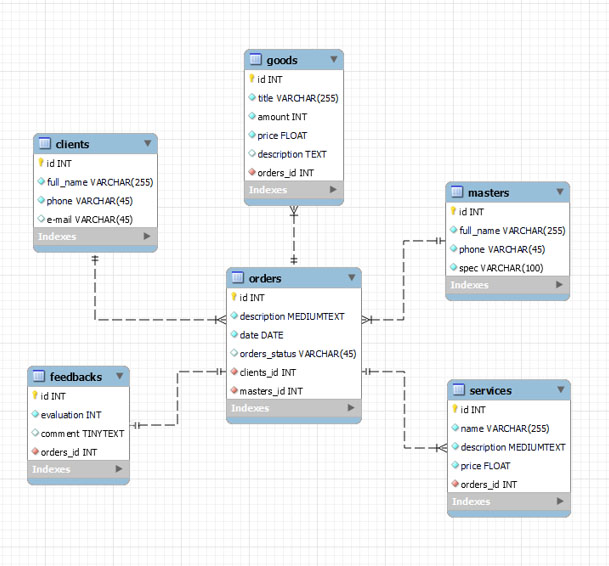 goods
id INT
title VARCHAR(255)
amount INT
price FLOAT
description TEXT
orders_id INT
Indexes
clients
id INT
full_name VARCHAR(255)
phone VARCHAR(45)
e-mail VARCHAR(45)
Indexes
masters
id INT
full_name VARCHAR(255)
phone VARCHAR(45)
spec VARCHAR(100)
Indexes
orders
id INT
description MEDIUMTEXT
date DATE
orders_status VARCHAR(45)
clients_id INT
masters_id INT
Indexes
feedbacks
id INT
evaluation INT
comment TINYTEXT
orders_id INT
Indexes
services
id INT
name VARCHAR(255)
description MEDIUMTEXT
price FLOAT
orders_id INT
Indexes